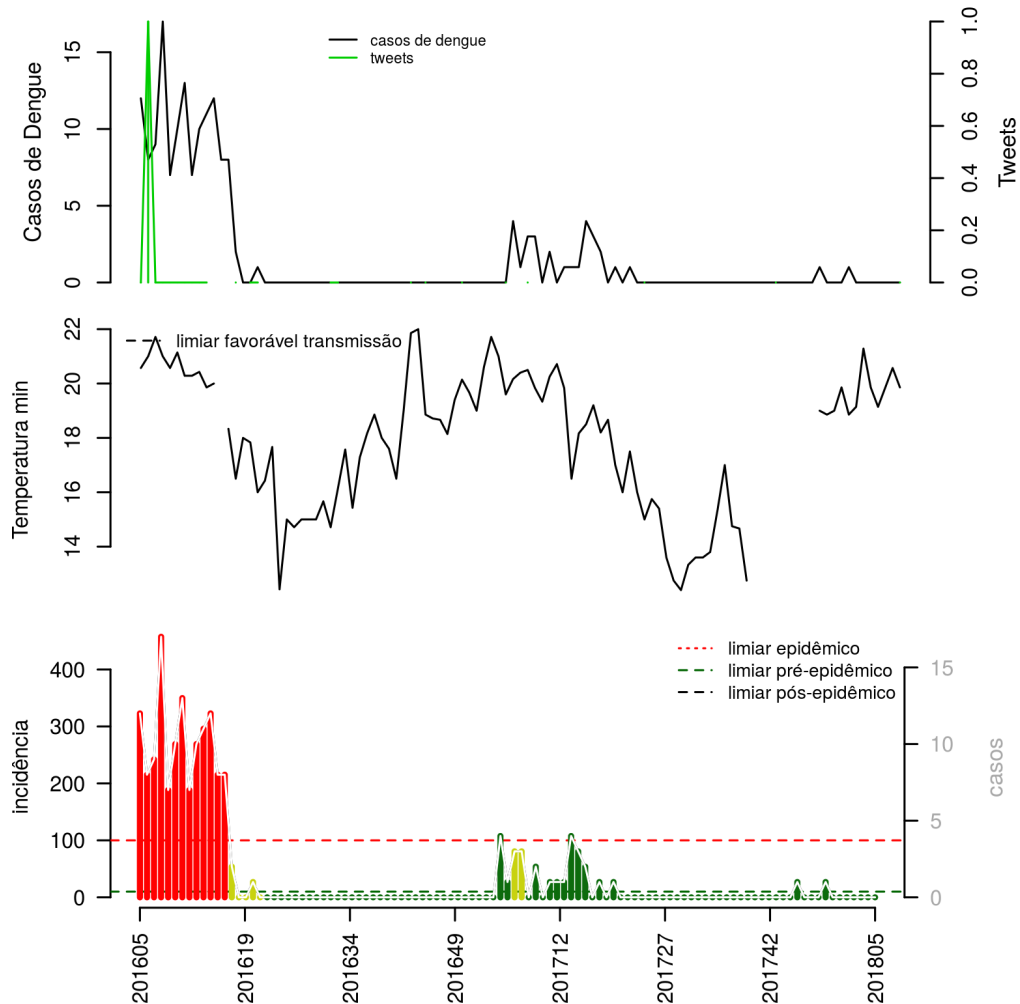 casos de dengue
tweets
Casos de Dengue
0
5
10
15
Tweets
0.0
0.2
0.4
0.6
0.8
1.0
limiar favorável transmissão
Temperatura min
14
16
18
20
22
limiar epidêmico
limiar pré-epidêmico
limiar pós-epidêmico
incidência
0
100
200
300
400
casos
0
5
10
15
201605
201619
201634
201649
201712
201727
201742
201805